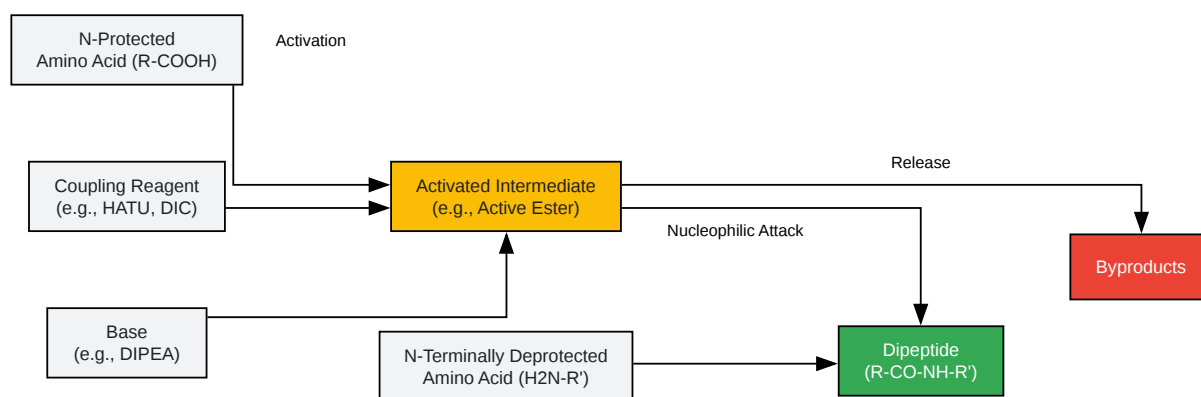 N-Protected
Amino Acid (R-COOH)
Activation
Coupling Reagent
(e.g., HATU, DIC)
Activated Intermediate
(e.g., Active Ester)
Release
Nucleophilic Attack
Byproducts
Base
(e.g., DIPEA)
N-Terminally Deprotected
Amino Acid (H2N-R')
Dipeptide
(R-CO-NH-R')